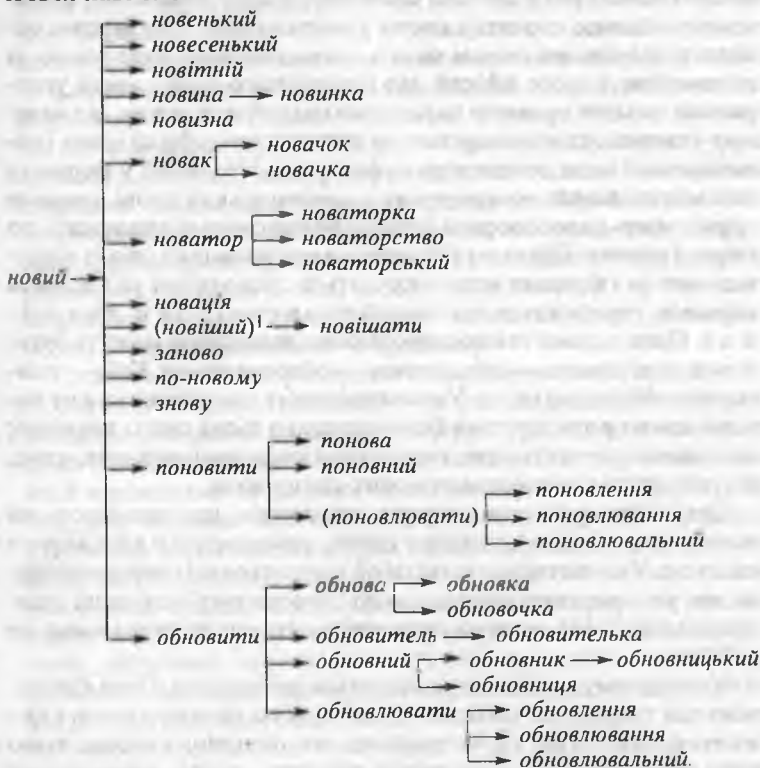 новенький
новесенький
новітній
новина новинка
новизна
новак новачок
новачка
новатор новаторка
новаторство
новаторський
новий
новація
(новіший)¹ новішати
заново
по-новому
знову
поновити понова
поновний
(поновлювати) поновлення
поновлювання
поновлювальний
обновити обнова обновка
обновочка
обновитель обновителька
обновний обновник обновницький
обновниця
обновлювати обновлення
обновлювання
обновлювальний.